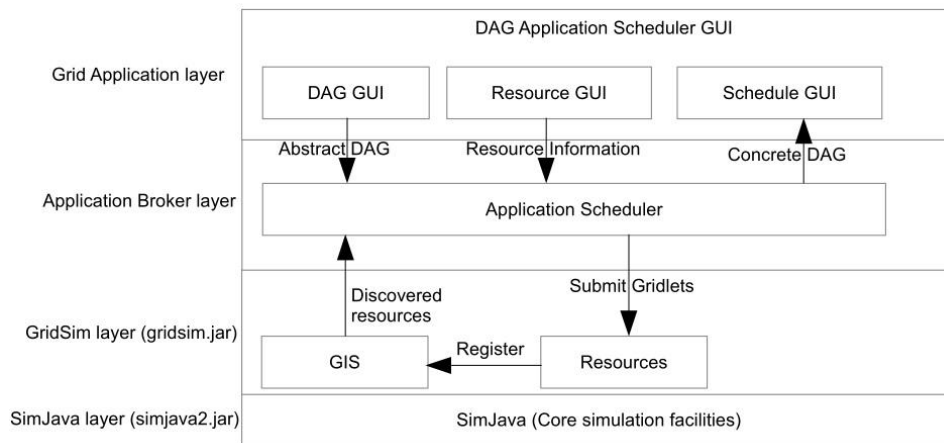 DAG Application Scheduler GUI
Grid Application layer
DAG GUI
Resource GUI
Schedule GUI
Abstract DAG
Resource Information
Concrete DAG
Application Broker layer
Application Scheduler
Submit Gridlets
Discovered
resources
GridSim layer (gridsim.jar)
GIS
Register
Resources
SimJava layer (simjava2.jar)
SimJava (Core simulation facilities)